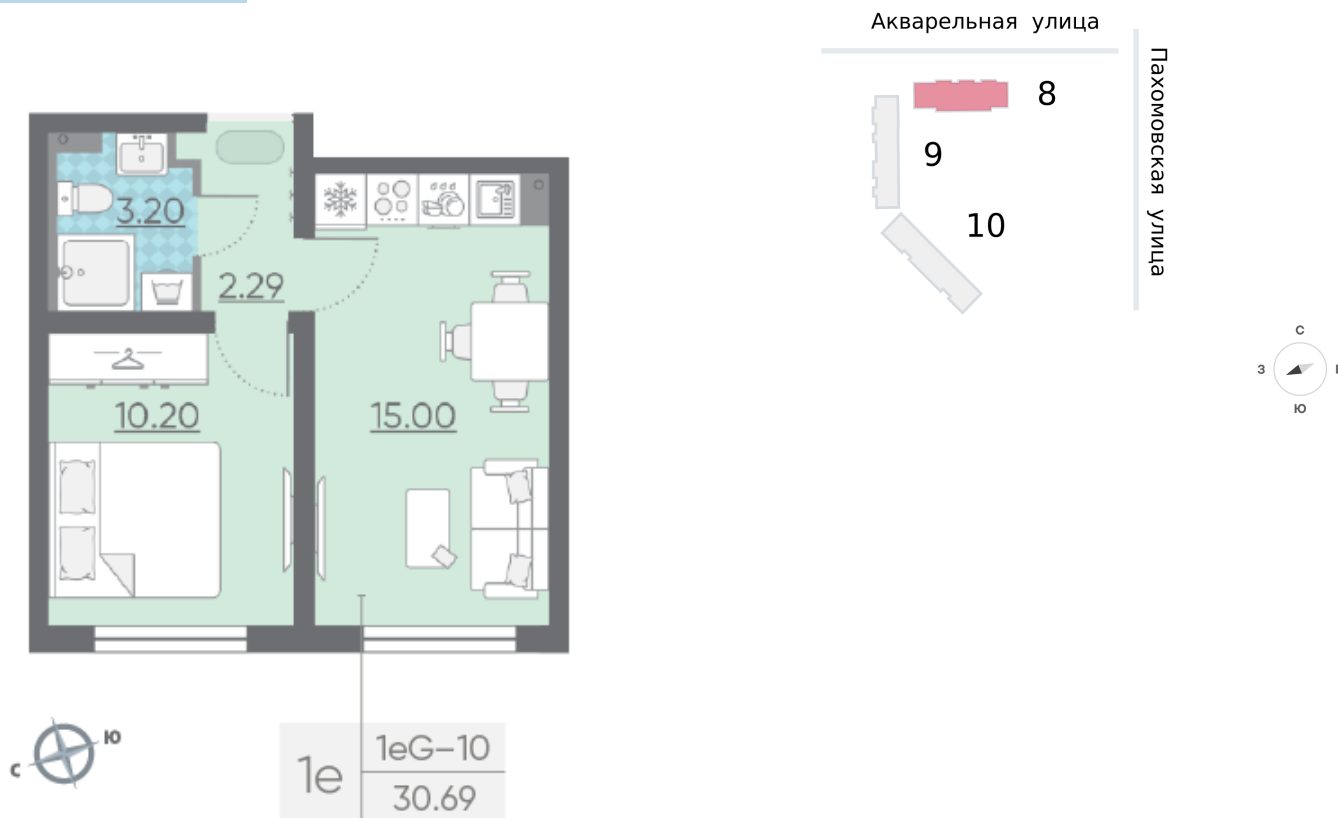 Акварельная улица
Пахомовская улица
8
9
10
3.20
2.29
10.20
15.00
С
З
Ю
Ю
С
1е
1eG–10
30.69